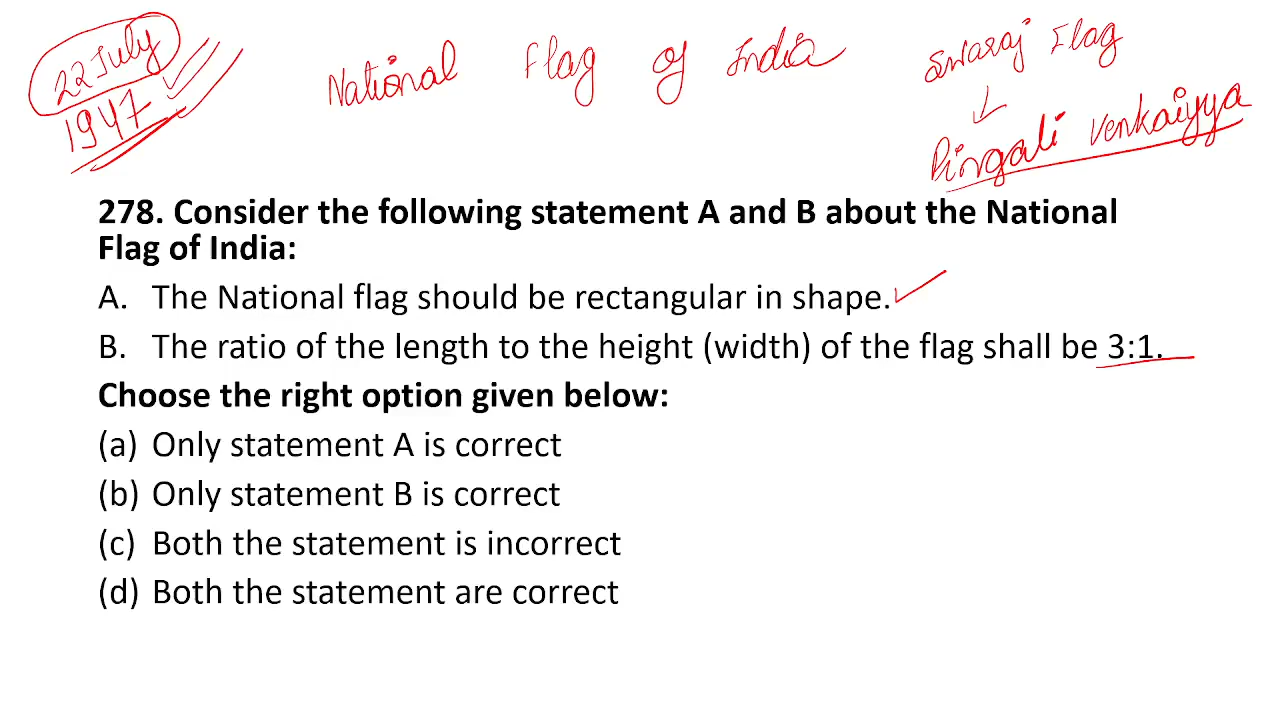 22 July
1947
National Flag of India
Swaraj Flag
Pingali Venkaiyya
278. Consider the following statement A and B about the National
Flag of India:
A. The National flag should be rectangular in shape.
B. The ratio of the length to the height (width) of the flag shall be 3:1.
Choose the right option given below:
(a) Only statement A is correct
(b) Only statement B is correct
(c) Both the statement is incorrect
(d) Both the statement are correct